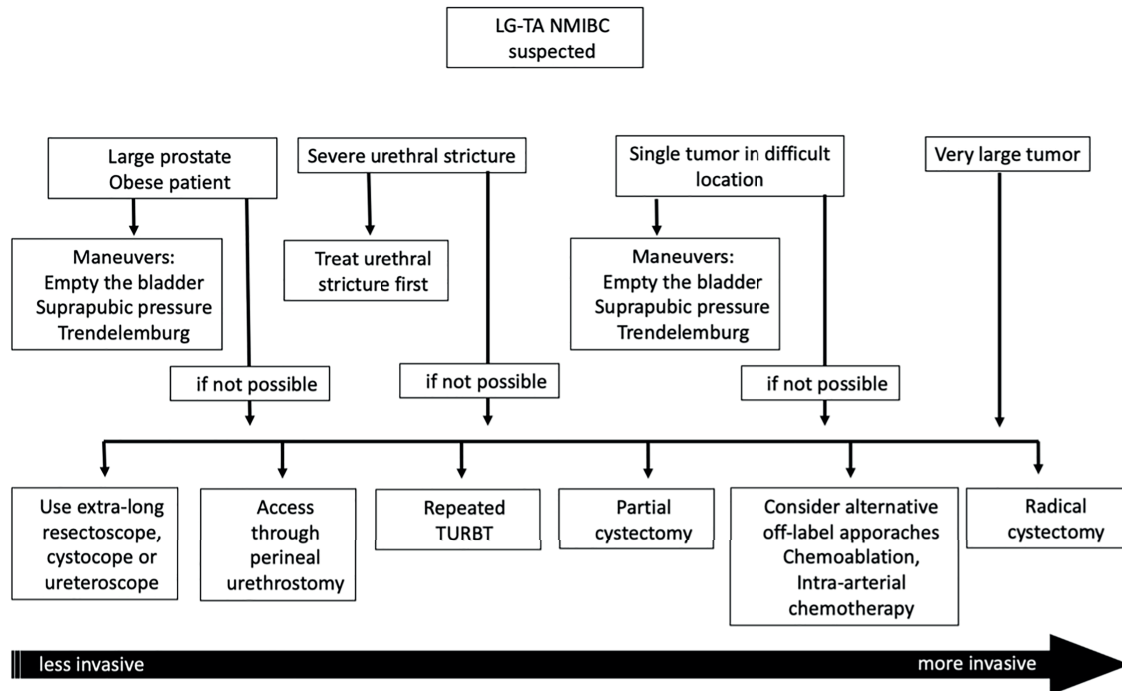 LG-TA NMIBC
suspected
Large prostate
Obese patient
Severe urethral stricture
Single tumor in difficult
location
Very large tumor
Maneuvers:
Empty the bladder
Suprapubic pressure
Trendelemburg
Treat urethral
stricture first
Maneuvers:
Empty the bladder
Suprapubic pressure
Trendelemburg
if not possible
if not possible
if not possible
Use extra-long
resectoscope,
cystocope or
ureteroscope
Access
through
perineal
urethrostomy
Repeated
TURBT
Partial
cystectomy
Consider alternative
off-label apporaches
Chemoablation,
Intra-arterial
chemotherapy
Radical
cystectomy
less invasive
more invasive